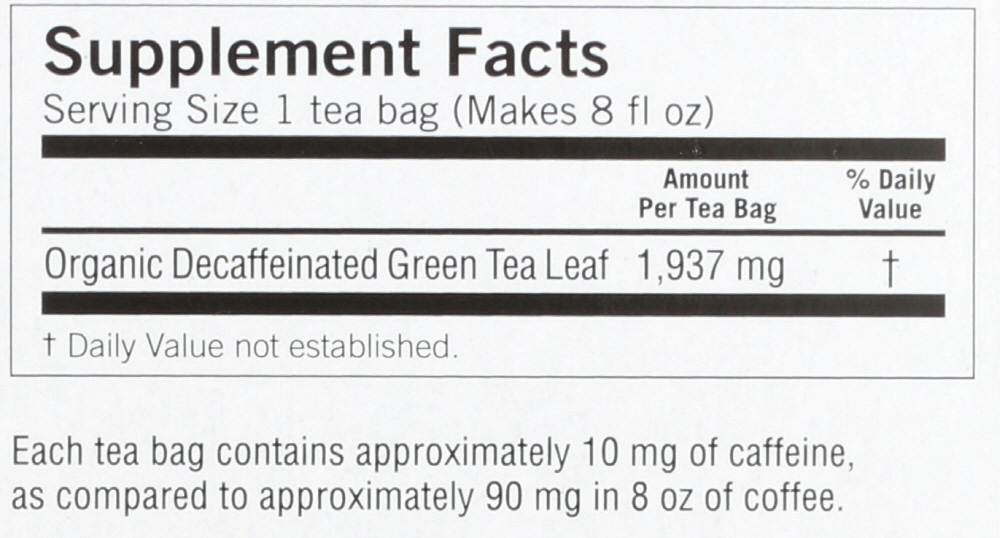 Supplement Facts
Serving Size 1 tea bag (Makes 8 fl oz)
Amount Per Tea Bag % Daily Value
Organic Decaffeinated Green Tea Leaf 1,937 mg †
† Daily Value not established.
Each tea bag contains approximately 10 mg of caffeine,
as compared to approximately 90 mg in 8 oz of coffee.